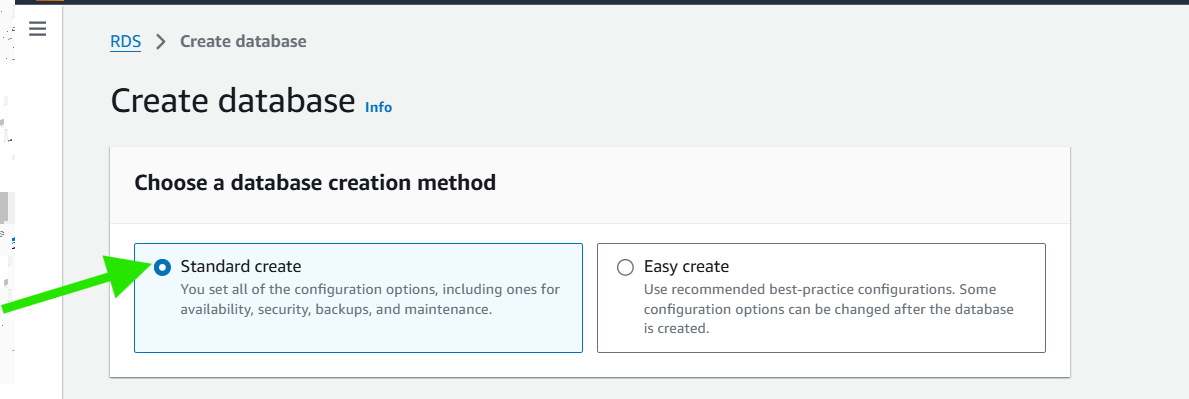 RDS > Create database
Create database Info
Choose a database creation method
Standard create
You set all of the configuration options, including ones for
availability, security, backups, and maintenance.
Easy create
Use recommended best-practice configurations. Some
configuration options can be changed after the database
is created.